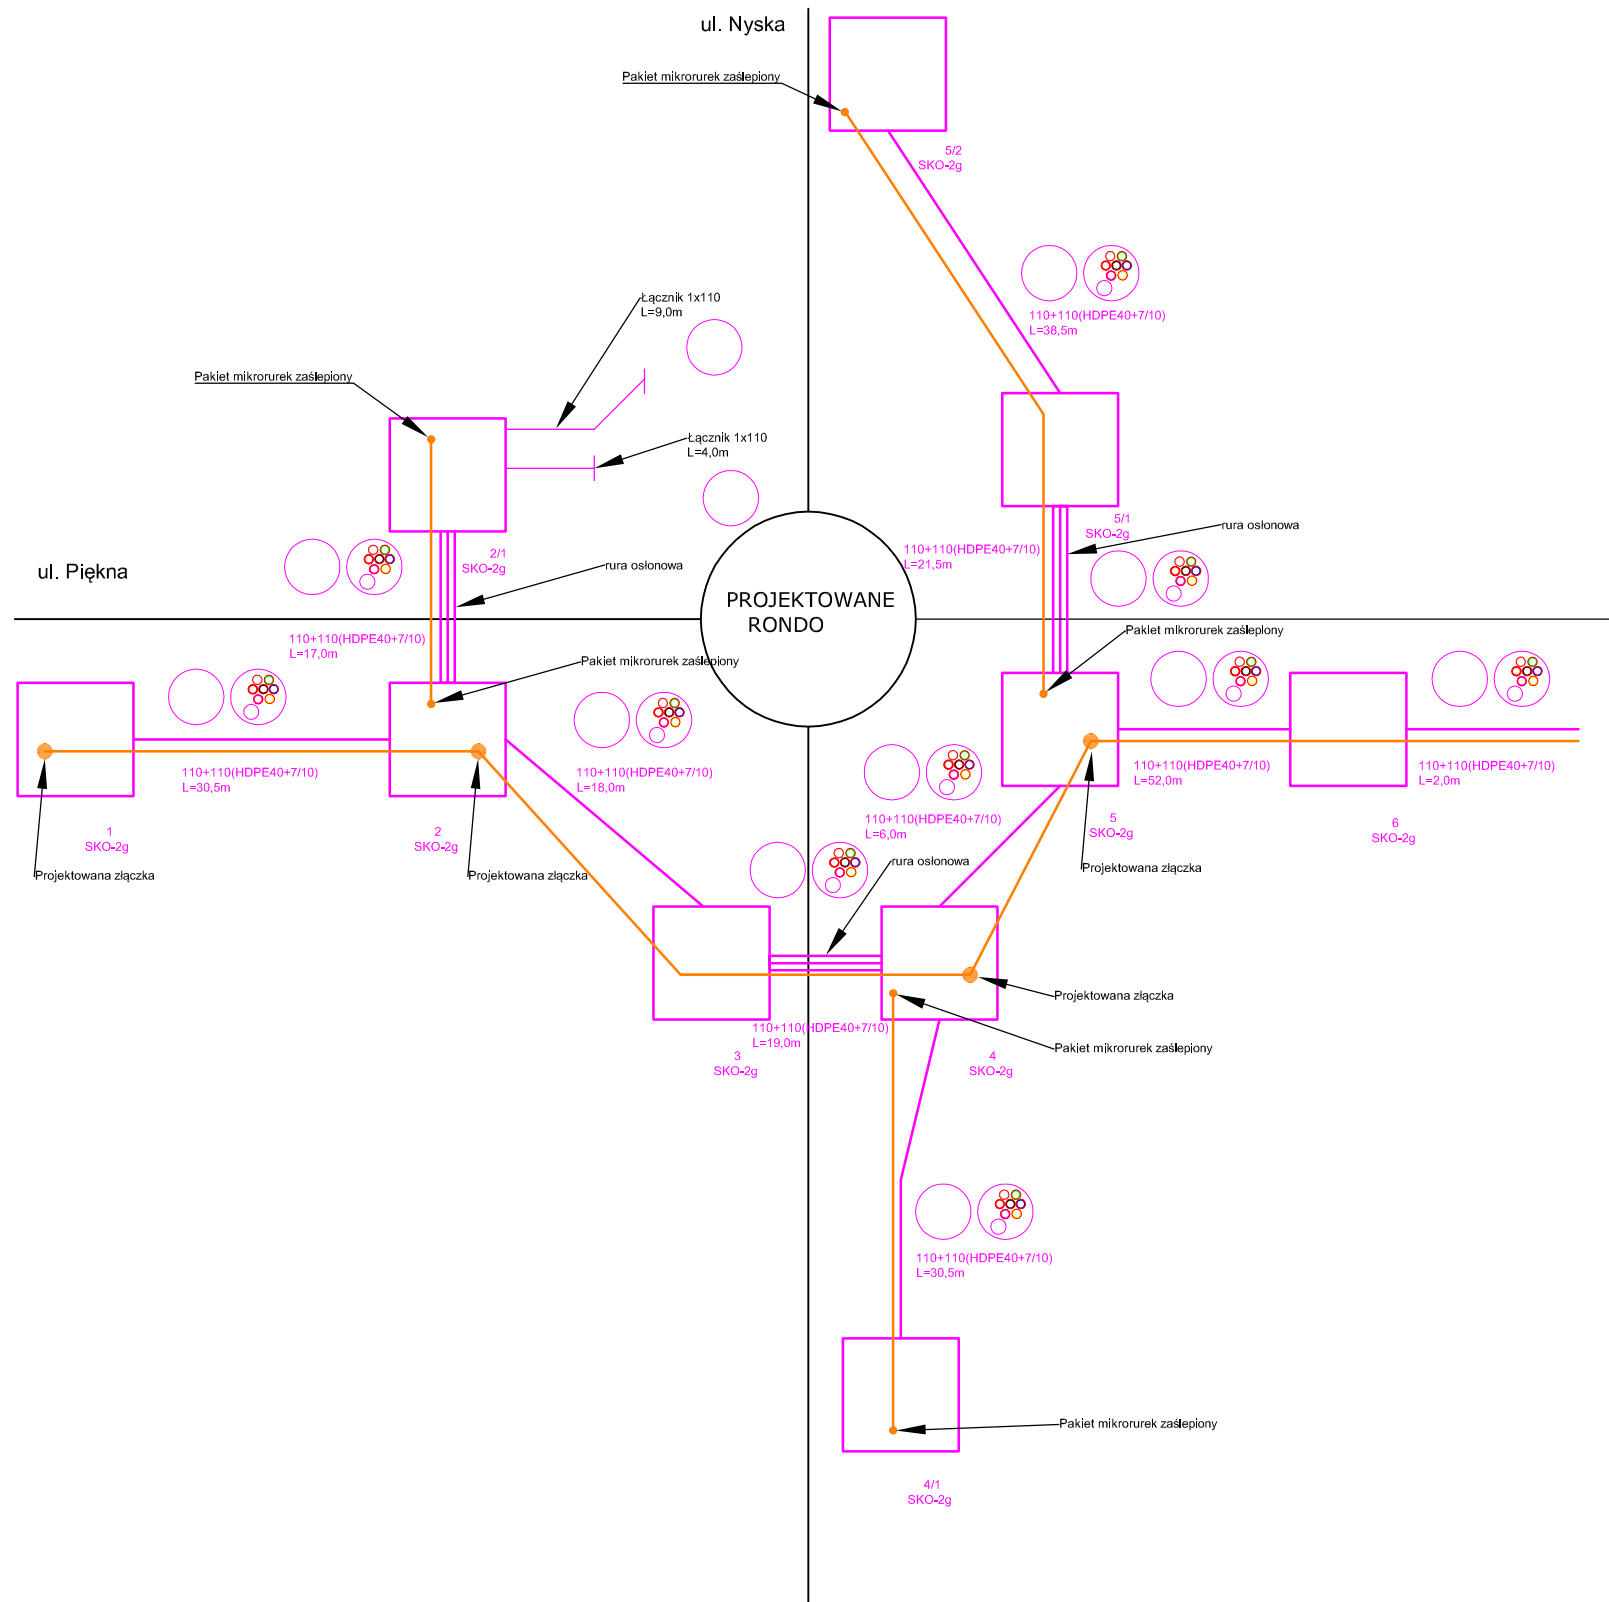 ul. Nyska
Pakiet mikrorurek zaślepiony
5/2
SKO-2g
110+110(HDPE40+7/10)
L=38,5m
Łącznik 1x110
L=9,0m
Pakiet mikrorurek zaślepiony
Łącznik 1x110
L=4,0m
5/1
SKO-2g
rura osłonowa
110+110(HDPE40+7/10)
L=21,5m
2/1
SKO-2g
rura osłonowa
ul. Piękna
PROJEKTOWANE
RONDO
110+110(HDPE40+7/10)
L=17,0m
Pakiet mikrorurek zaślepiony
Pakiet mikrorurek zaślepiony
110+110(HDPE40+7/10)
L=30,5m
110+110(HDPE40+7/10)
L=18,0m
110+110(HDPE40+7/10)
L=52,0m
110+110(HDPE40+7/10)
L=2,0m
110+110(HDPE40+7/10)
L=6,0m
1
SKO-2g
2
SKO-2g
5
SKO-2g
6
SKO-2g
rura osłonowa
Projektowana złączka
Projektowana złączka
Projektowana złączka
Projektowana złączka
110+110(HDPE40+7/10)
L=19,0m
3
SKO-2g
Pakiet mikrorurek zaślepiony
4
SKO-2g
110+110(HDPE40+7/10)
L=30,5m
Pakiet mikrorurek zaślepiony
4/1
SKO-2g